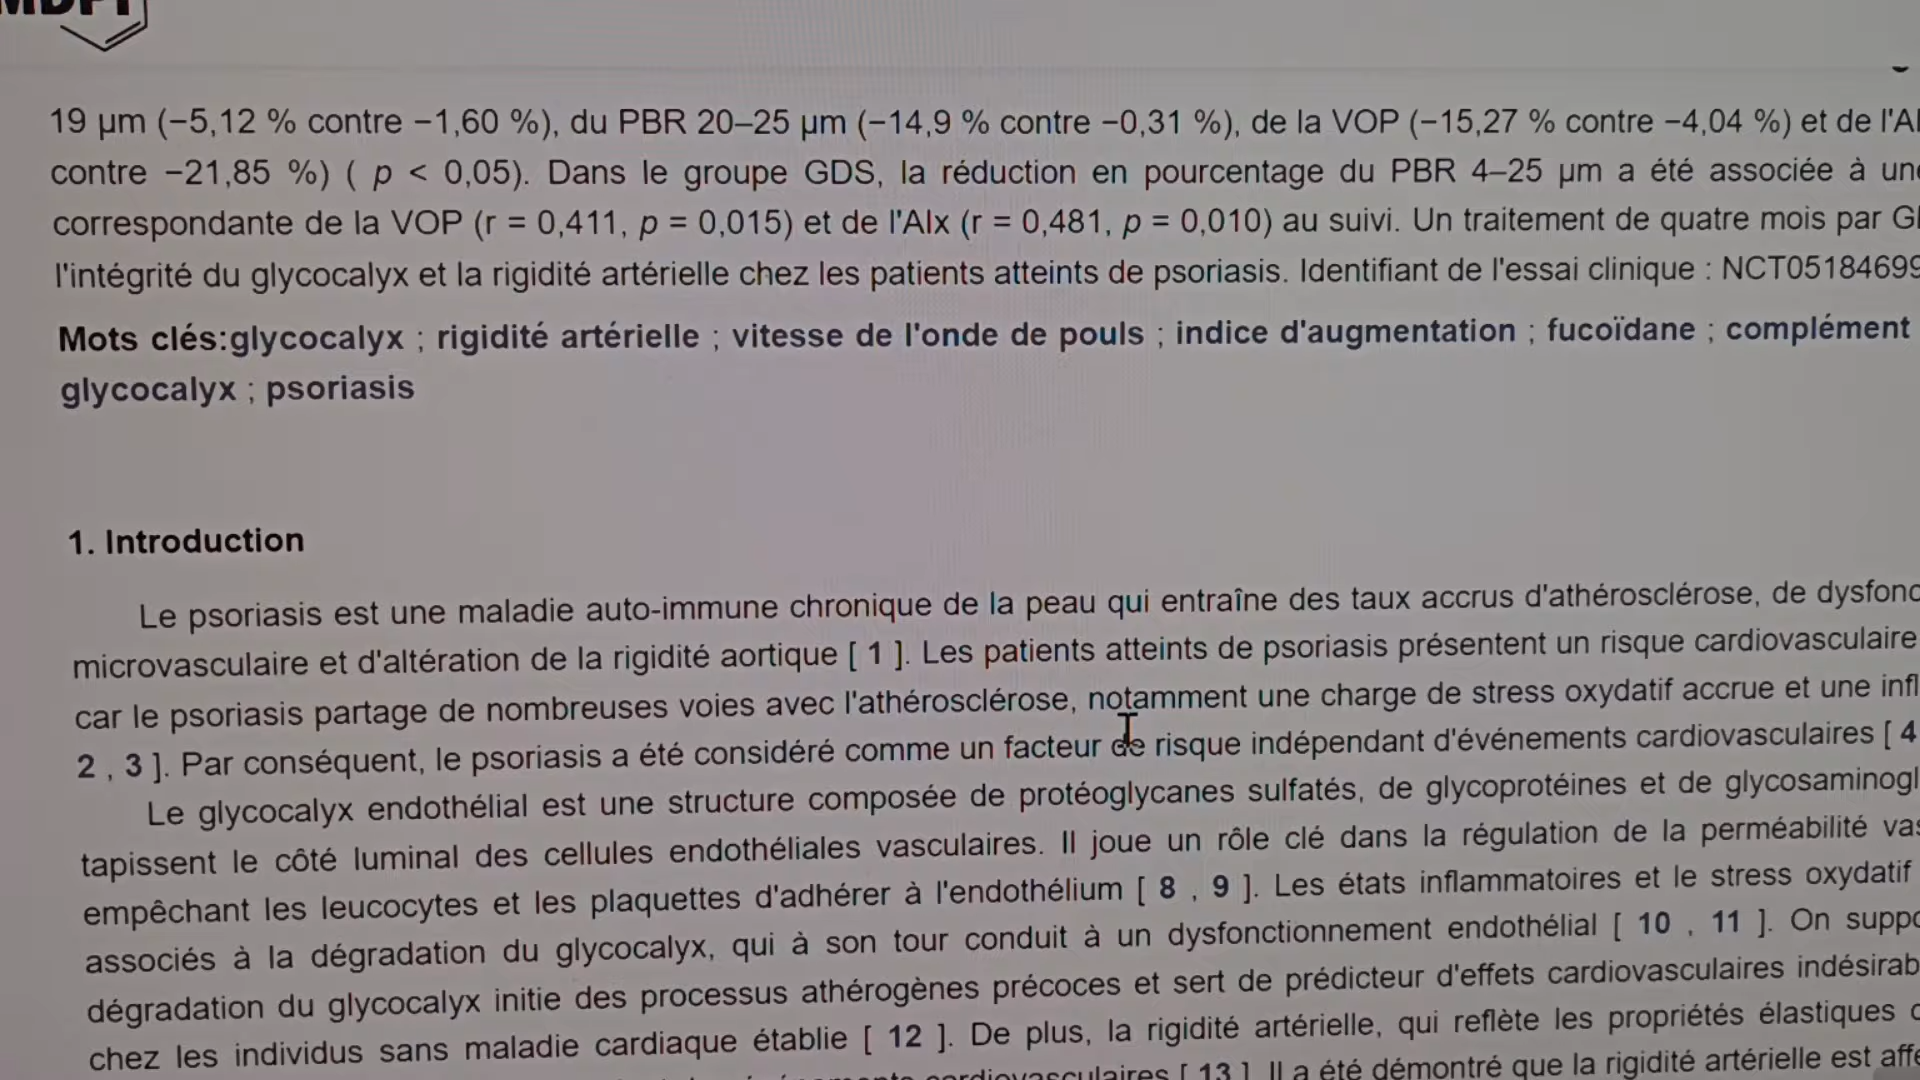 MDPI
19 µm (−5,12 % contre −1,60 %), du PBR 20–25 µm (−14,9 % contre −0,31 %), de la VOP (−15,27 % contre −4,04 %) et de
contre −21,85 %) ( p < 0,05). Dans le groupe GDS, la réduction en pourcentage du PBR 4–25 µm a été associée à
correspondante de la VOP (r = 0,411, p = 0,015) et de l'AIx (r = 0,481, p = 0,010) au suivi. Un traitement de quatre mois par
l'intégrité du glycocalyx et la rigidité artérielle chez les patients atteints de psoriasis. Identifiant de l'essai clinique : NCT05184699
Mots clés:glycocalyx ; rigidité artérielle ; vitesse de l'onde de pouls ; indice d'augmentation ; fucoïdane ; complément
glycocalyx ; psoriasis
1. Introduction
Le psoriasis est une maladie auto-immune chronique de la peau qui entraîne des taux accrus d'athérosclérose, de
microvasculaire et d'altération de la rigidité aortique [ 1 ]. Les patients atteints de psoriasis présentent un risque cardiovasculaire
car le psoriasis partage de nombreuses voies avec l'athérosclérose, notamment une charge de stress oxydatif accrue et une
2 , 3 ]. Par conséquent, le psoriasis a été considéré comme un facteur de risque indépendant d'événements cardiovasculaires [ 4
Le glycocalyx endothélial est une structure composée de protéoglycanes sulfatés, de glycoprotéines et de
tapissent le côté luminal des cellules endothéliales vasculaires. Il joue un rôle clé dans la régulation de la perméabilité
empêchant les leucocytes et les plaquettes d'adhérer à l'endothélium [ 8 , 9 ]. Les états inflammatoires et le stress oxydatif
associés à la dégradation du glycocalyx, qui à son tour conduit à un dysfonctionnement endothélial [ 10 , 11 ]. On
dégradation du glycocalyx initie des processus athérogènes précoces et sert de prédicteur d'effets cardiovasculaires
chez les individus sans maladie cardiaque établie [ 12 ]. De plus, la rigidité artérielle, qui reflète les propriétés élastiques
cardiovasculaires [ 13 ]. Il a été démontré que la rigidité artérielle est